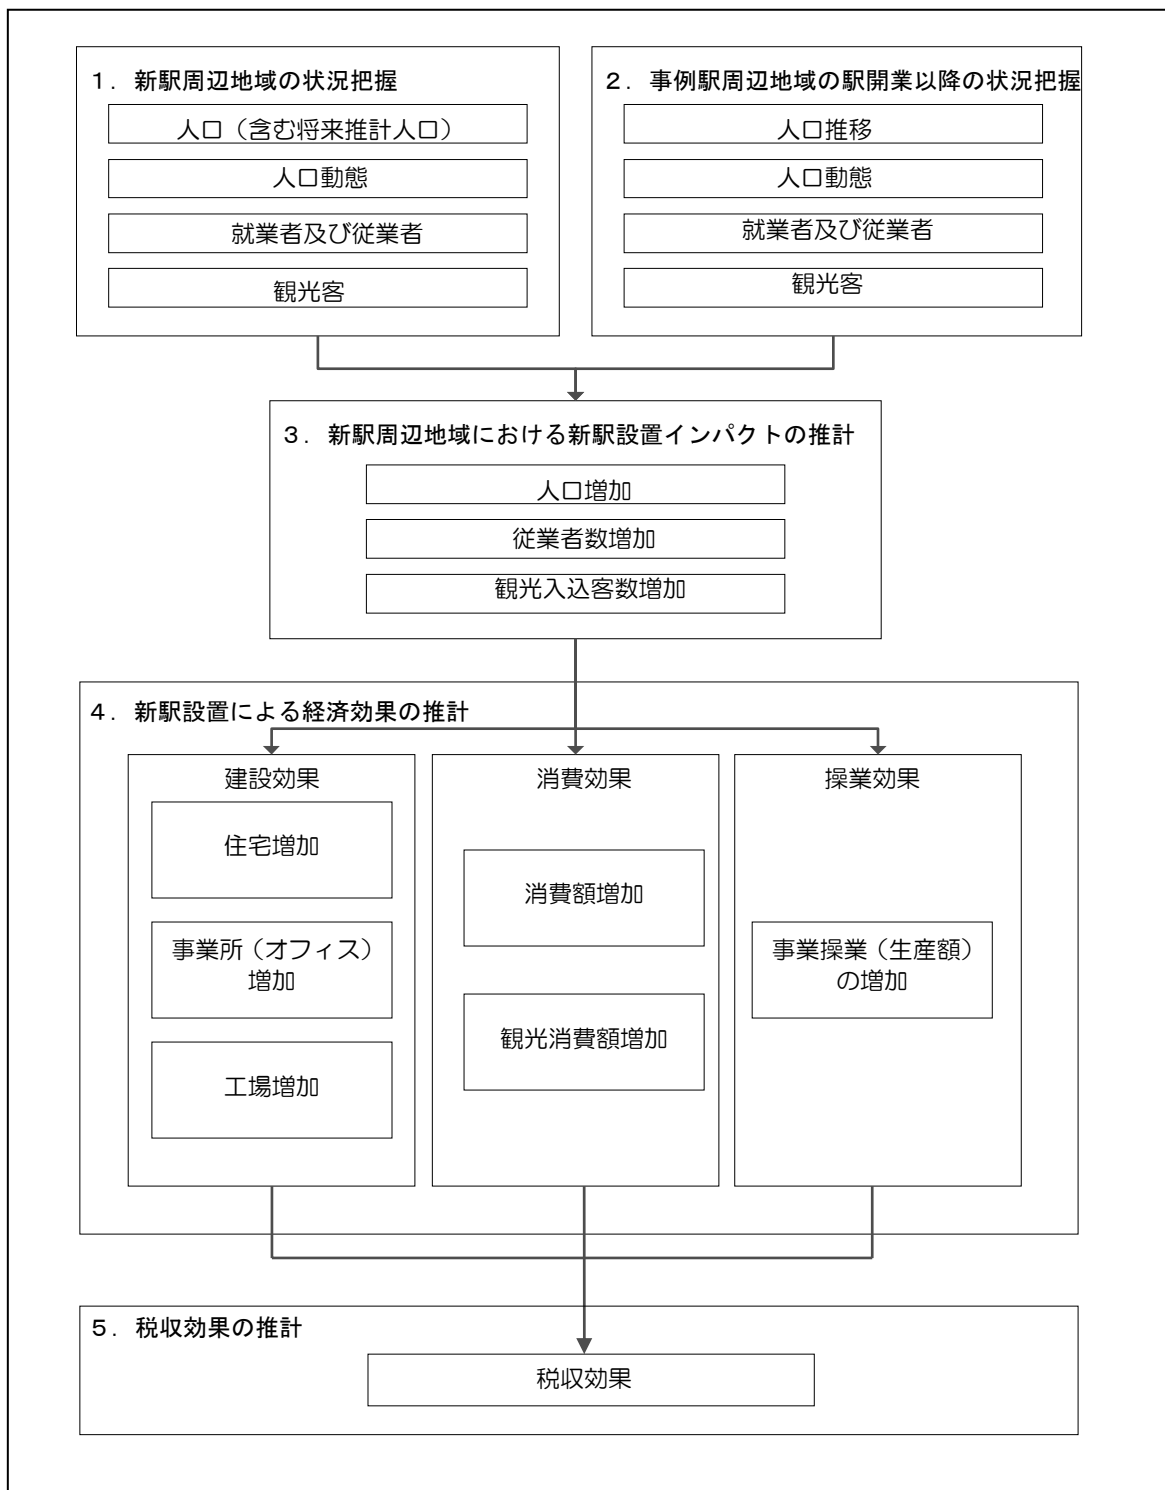 １．新駅周辺地域の状況把握
人口（含む将来推計人口）
人口動態
就業者及び従業者
観光客
２．事例駅周辺地域の駅開業以降の状況把握
人口推移
人口動態
就業者及び従業者
観光客
３．新駅周辺地域における新駅設置インパクトの推計
人口増加
従業者数増加
観光入込客数増加
４．新駅設置による経済効果の推計
建設効果
住宅増加
事業所（オフィス）
増加
工場増加
消費効果
消費額増加
観光消費額増加
操業効果
事業操業（生産額）
の増加
５．税収効果の推計
税収効果